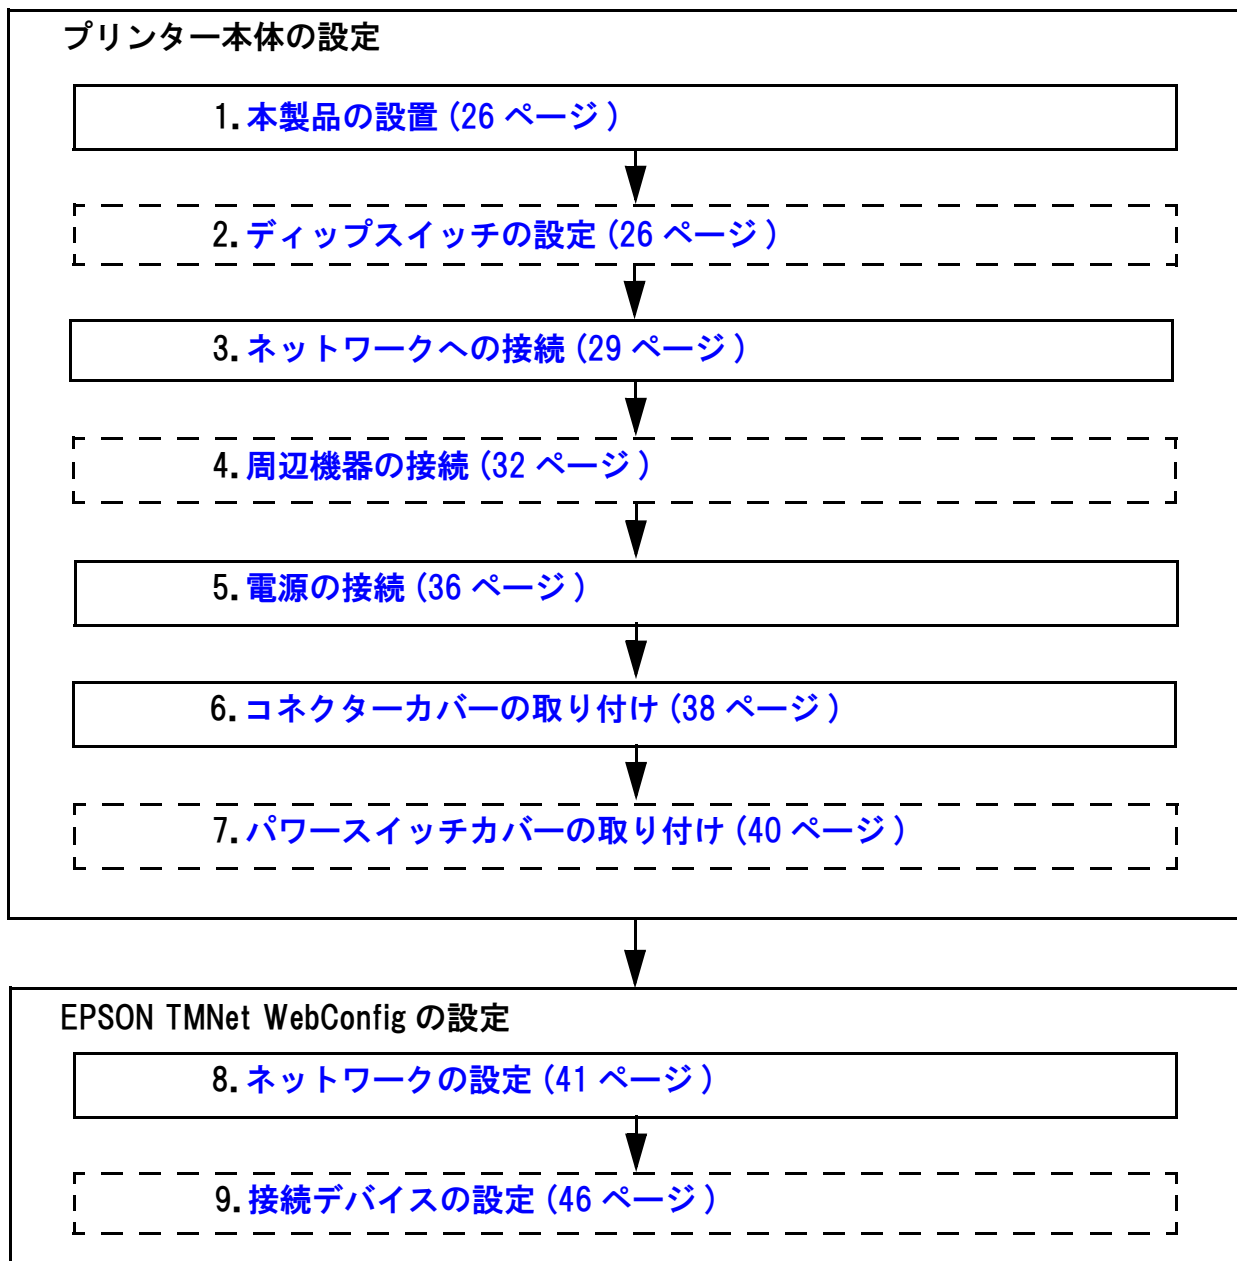 プリンター本体の設定
1. 本製品の設置 (26 ページ )
2. ディップスイッチの設定 (26 ページ )
3. ネットワークへの接続 (29 ページ )
4. 周辺機器の接続 (32 ページ )
5. 電源の接続 (36 ページ )
6. コネクターカバーの取り付け (38 ページ )
7. パワースイッチカバーの取り付け (40 ページ )
EPSON TMNet WebConfig の設定
8. ネットワークの設定 (41 ページ )
9. 接続デバイスの設定 (46 ページ )